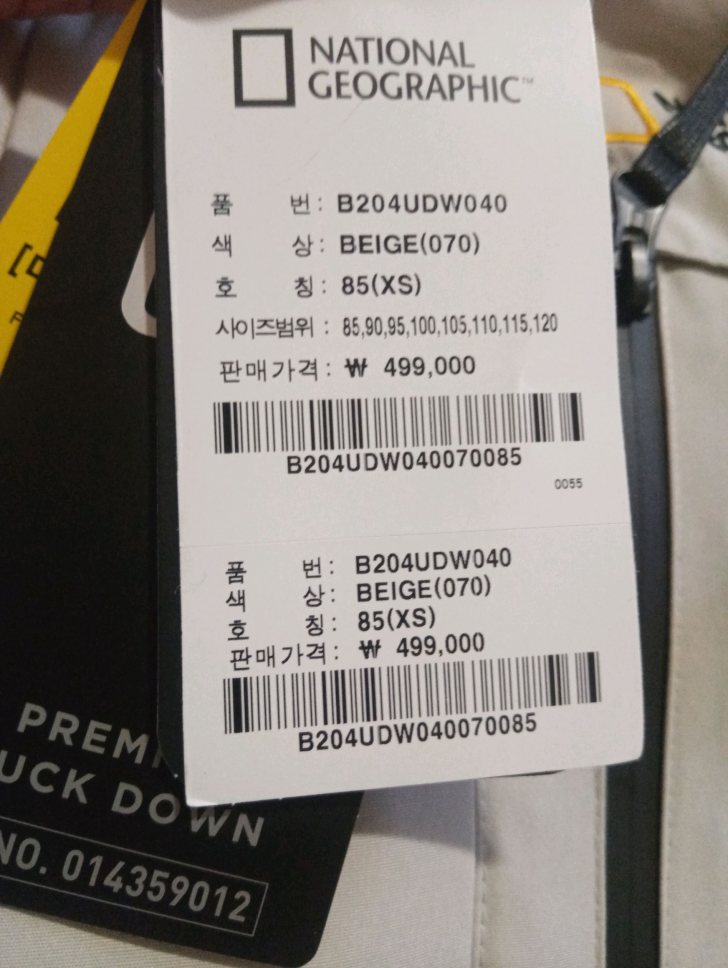 NATIONAL
GEOGRAPHIC™
품 번 : B204UDW040
색 상 : BEIGE(070)
호 칭 : 85(XS)
사이즈범위 : 85,90,95,100,105,110,115,120
판매가격 : ₩ 499,000
B204UDW040070085
0055
품 번 : B204UDW040
색 상 : BEIGE(070)
호 칭 : 85(XS)
판매가격 : ₩ 499,000
B204UDW040070085
DOWN
NO. 014359012